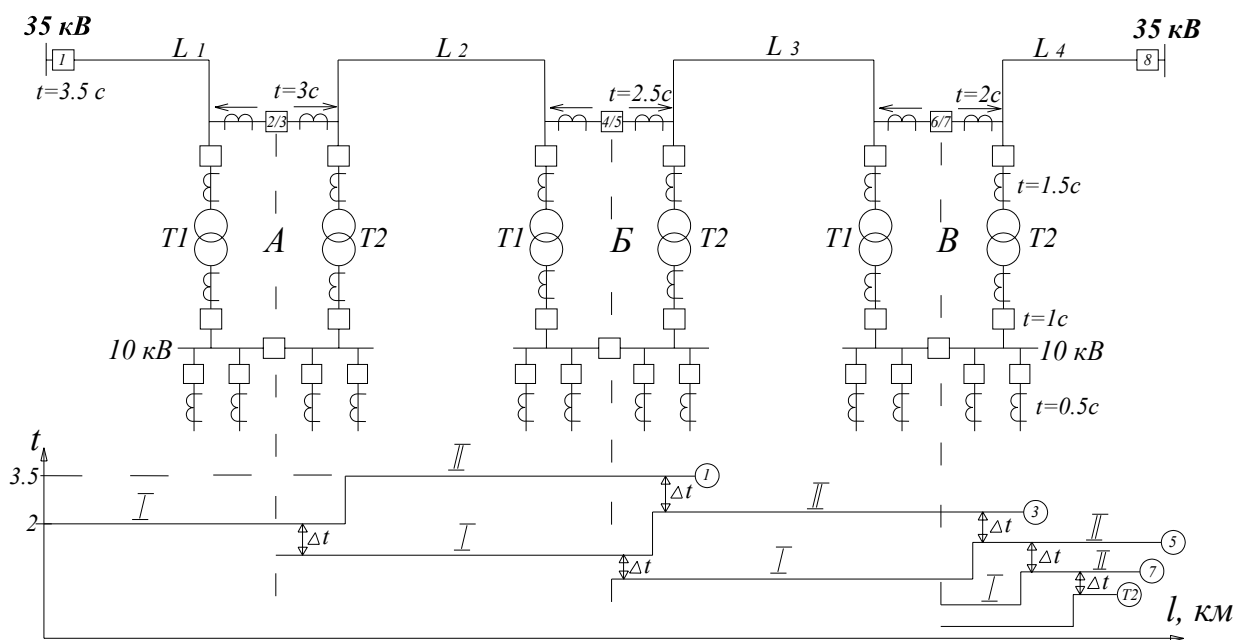 35 кВ
35 кВ
1
L 1
L 2
L 3
L 4
8
t=3.5 c
t=3c
t=2.5c
t=2c
2/3
4/5
6/7
t=1.5c
T1
A
T2
T1
Б
T2
T1
B
T2
t=1c
10 кВ
10 кВ
t=0.5c
t
3.5
II
1
Δt
I
II
3
2
Δt
I
Δt
II
5
Δt
I
Δt
II
7
I
Δt
T2
l, км